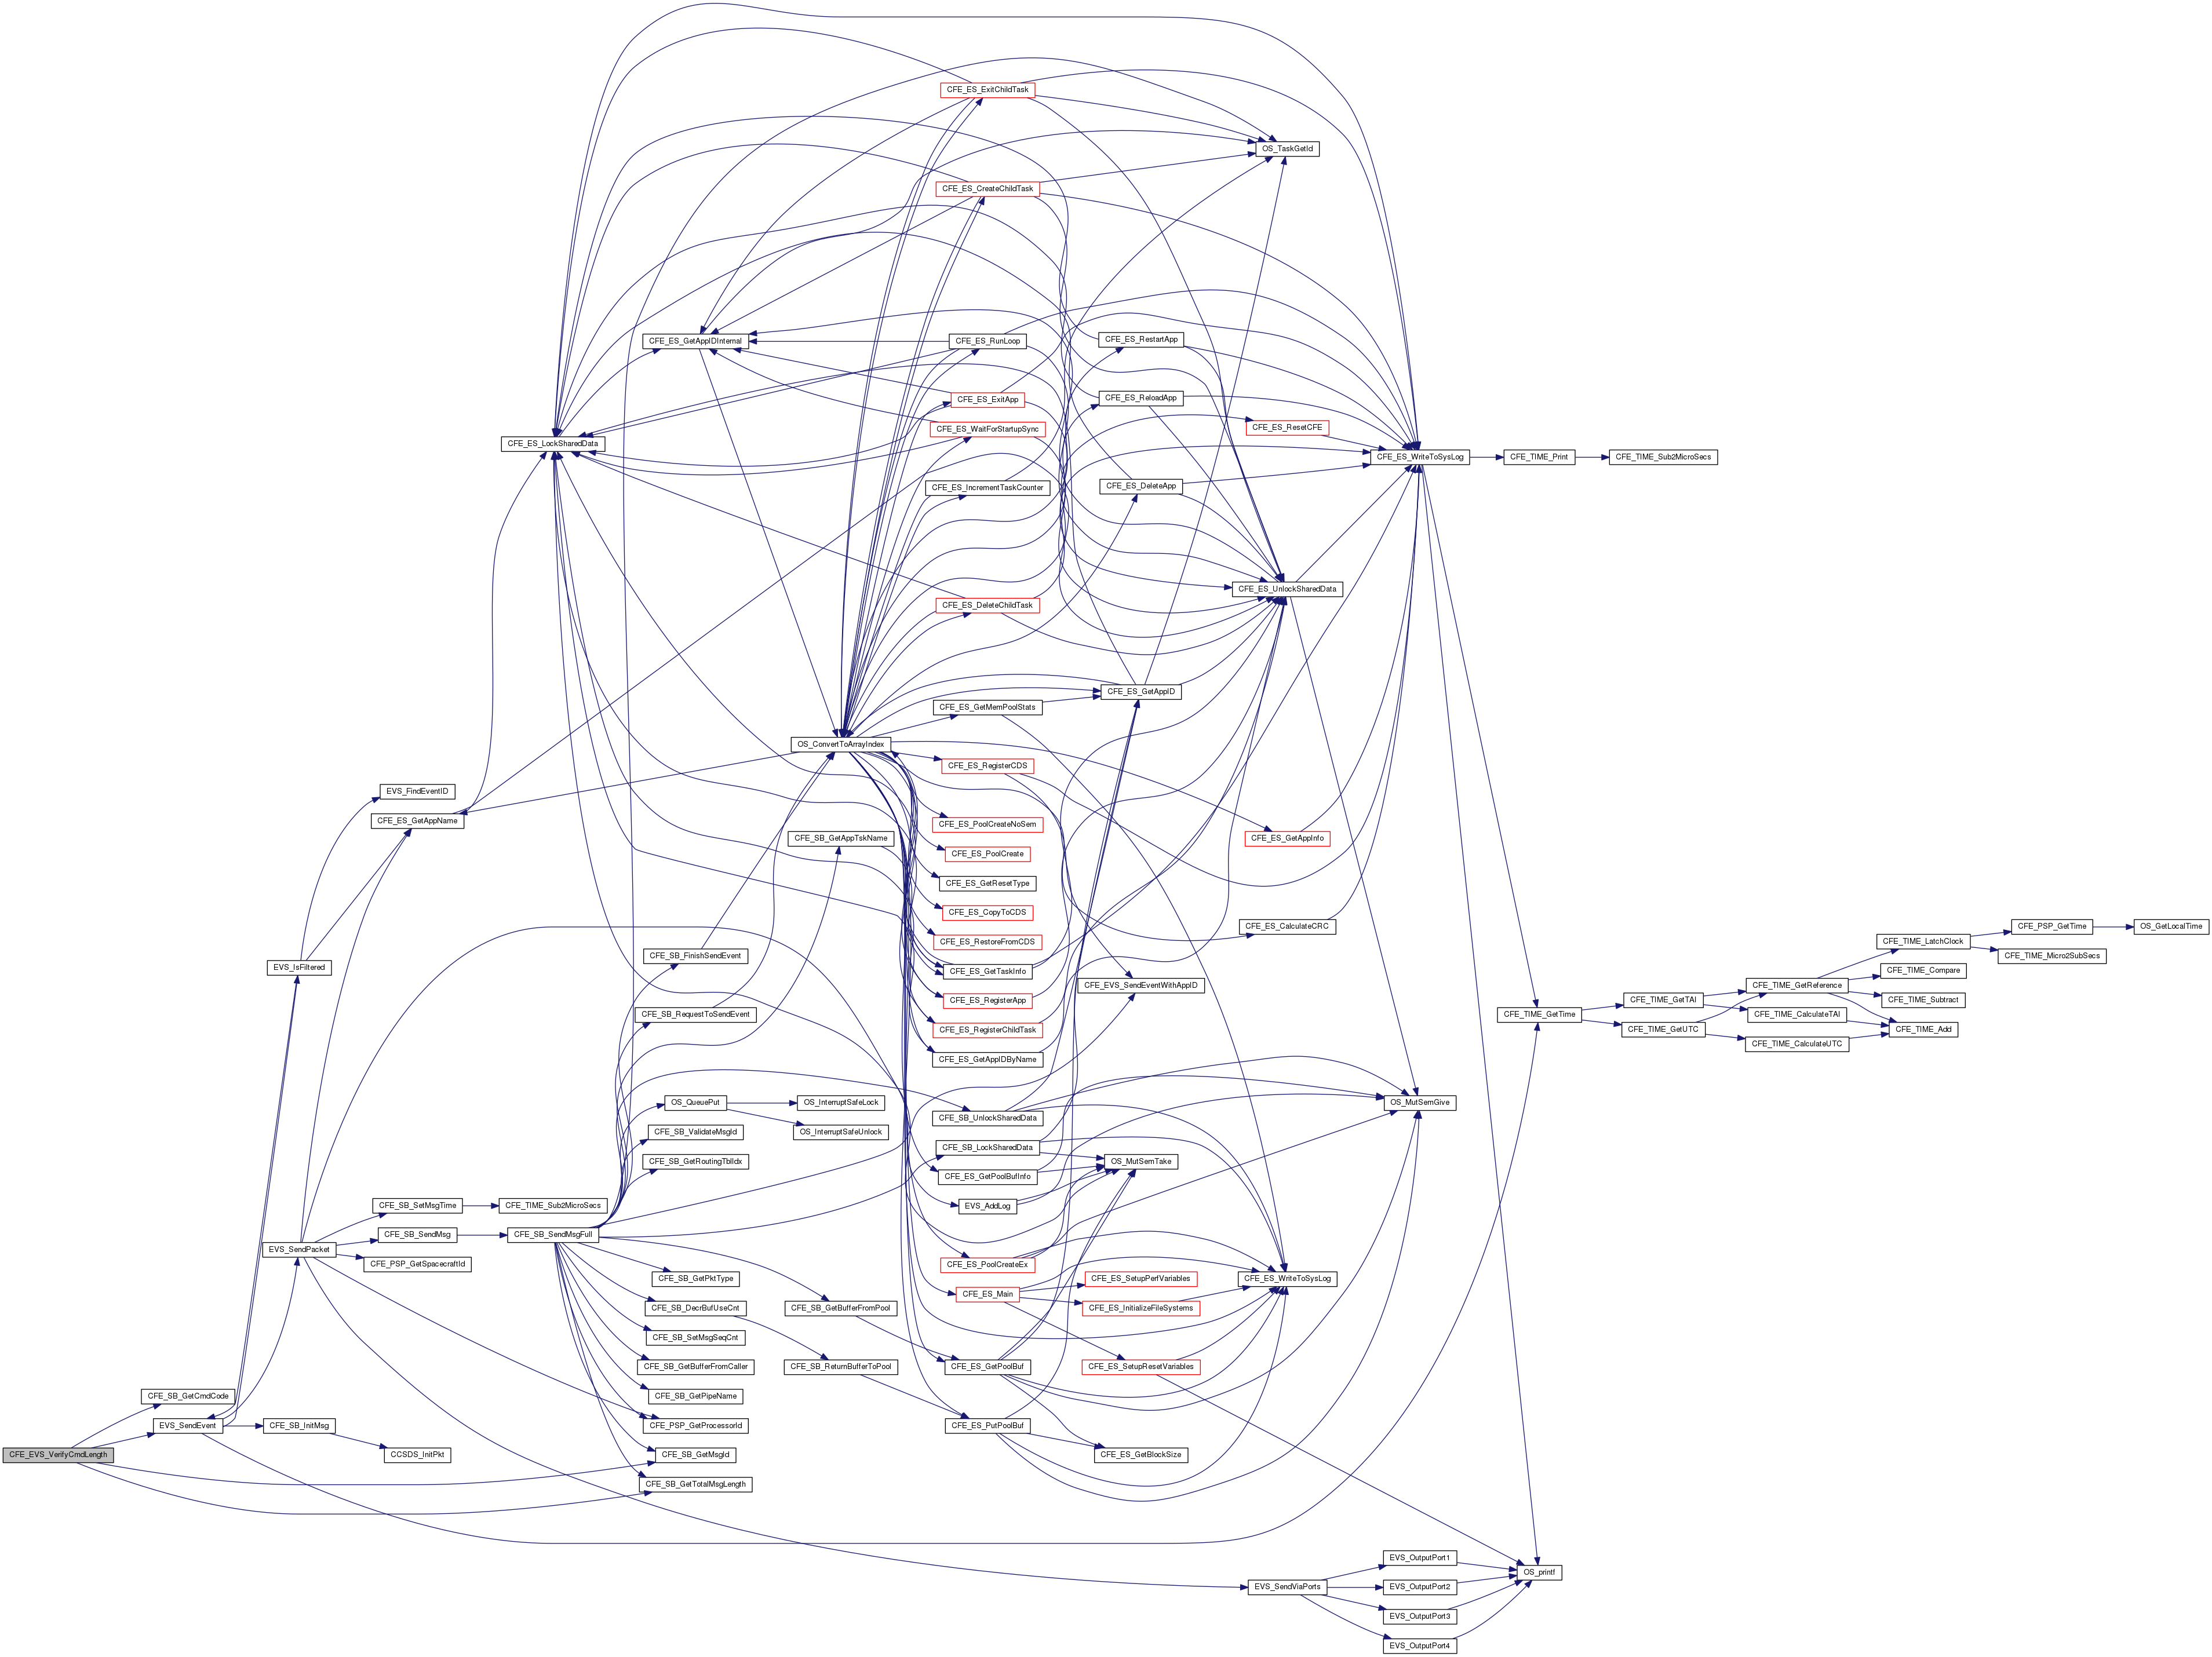 CFE_ES_ExitChildTask
OS_TaskGetId
CFE_ES_CreateChildTask
CFE_ES_GetAppIDInternal
CFE_ES_RunLoop
CFE_ES_RestartApp
CFE_ES_ExitApp
CFE_ES_ReloadApp
CFE_ES_WaitForStartupSync
CFE_ES_ResetCFE
CFE_ES_LockSharedData
CFE_ES_WriteToSysLog
CFE_TIME_Print
CFE_TIME_Sub2MicroSecs
CFE_ES_IncrementTaskCounter
CFE_ES_DeleteApp
CFE_ES_UnlockSharedData
CFE_ES_DeleteChildTask
CFE_ES_GetAppID
CFE_ES_GetMemPoolStats
OS_ConvertToArrayIndex
CFE_ES_RegisterCDS
EVS_FindEventID
CFE_ES_GetAppName
CFE_ES_PoolCreateNoSem
CFE_SB_GetAppTskName
CFE_ES_GetAppInfo
CFE_ES_PoolCreate
CFE_ES_GetResetType
CFE_ES_CopyToCDS
CFE_ES_CalculateCRC
CFE_PSP_GetTime
OS_GetLocalTime
CFE_ES_RestoreFromCDS
CFE_TIME_LatchClock
CFE_SB_FinishSendEvent
CFE_TIME_Micro2SubSecs
EVS_IsFiltered
CFE_ES_GetTaskInfo
CFE_TIME_Compare
CFE_EVS_SendEventWithAppID
CFE_TIME_GetReference
CFE_ES_RegisterApp
CFE_TIME_GetTAI
CFE_TIME_Subtract
CFE_SB_RequestToSendEvent
CFE_TIME_GetTime
CFE_TIME_CalculateTAI
CFE_ES_RegisterChildTask
CFE_TIME_GetUTC
CFE_TIME_Add
CFE_TIME_CalculateUTC
CFE_ES_GetAppIDByName
OS_QueuePut
OS_InterruptSafeLock
OS_MutSemGive
CFE_SB_UnlockSharedData
CFE_SB_ValidateMsgId
OS_InterruptSafeUnlock
CFE_SB_LockSharedData
CFE_SB_GetRoutingTblIdx
OS_MutSemTake
CFE_ES_GetPoolBufInfo
CFE_SB_SetMsgTime
CFE_TIME_Sub2MicroSecs
EVS_AddLog
CFE_SB_SendMsg
CFE_SB_SendMsgFull
EVS_SendPacket
CFE_PSP_GetSpacecraftId
CFE_ES_PoolCreateEx
CFE_SB_GetPktType
CFE_ES_SetupPerfVariables
CFE_ES_WriteToSysLog
CFE_ES_Main
CFE_SB_DecrBufUseCnt
CFE_SB_GetBufferFromPool
CFE_ES_InitializeFileSystems
CFE_SB_SetMsgSeqCnt
CFE_SB_GetBufferFromCaller
CFE_SB_ReturnBufferToPool
CFE_ES_GetPoolBuf
CFE_ES_SetupResetVariables
CFE_SB_GetCmdCode
CFE_SB_GetPipeName
EVS_SendEvent
CFE_SB_InitMsg
CFE_PSP_GetProcessorId
CFE_ES_PutPoolBuf
CFE_EVS_VerifyCmdLength
CCSDS_InitPkt
CFE_SB_GetMsgId
CFE_ES_GetBlockSize
CFE_SB_GetTotalMsgLength
EVS_OutputPort1
OS_printf
EVS_SendViaPorts
EVS_OutputPort2
EVS_OutputPort3
EVS_OutputPort4